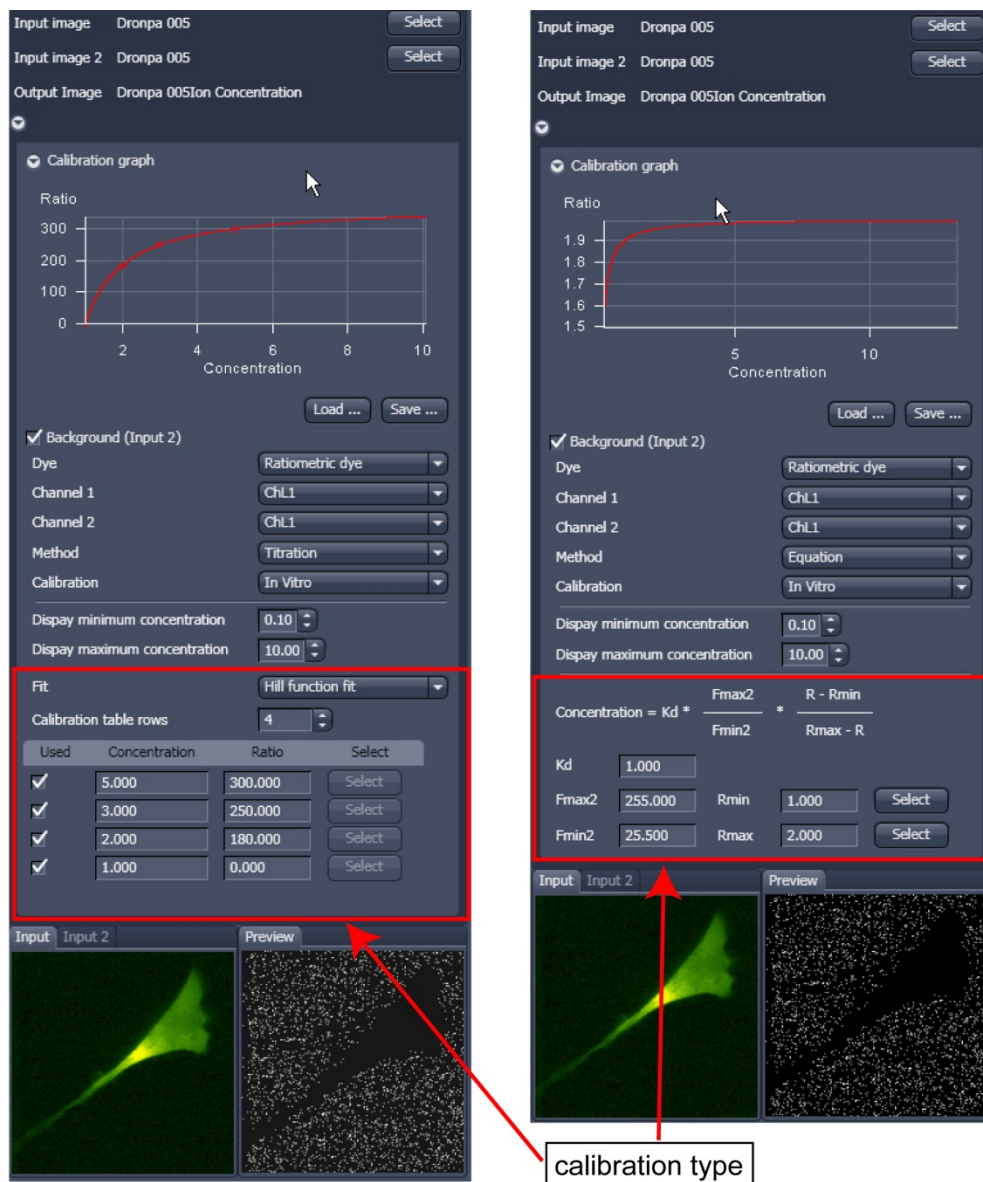 Input image Dronpa 005 Select
Input image 2 Dronpa 005 Select
Output Image Dronpa 005Ion Concentration
Calibration graph
Ratio
300
200
100
0
2 4 6 8 10
Concentration
Load ... Save ...
Background (Input 2)
Dye Ratiometric dye
Channel 1 ChL1
Channel 2 ChL1
Method Titration
Calibration In Vitro
Dispay minimum concentration 0.10
Dispay maximum concentration 10.00
Fit Hill function fit
Calibration table rows 4
Used Concentration Ratio Select
5.000 300.000 Select
3.000 250.000 Select
2.000 180.000 Select
1.000 0.000 Select
Input Input 2 Preview
Input image Dronpa 005 Select
Input image 2 Dronpa 005 Select
Output Image Dronpa 005Ion Concentration
Calibration graph
Ratio
1.9
1.8
1.7
1.6
1.5
5 10
Concentration
Load ... Save ...
Background (Input 2)
Dye Ratiometric dye
Channel 1 ChL1
Channel 2 ChL1
Method Equation
Calibration In Vitro
Dispay minimum concentration 0.10
Dispay maximum concentration 10.00
Fmax2 R - Rmin
Concentration = Kd * *
Fmin2 Rmax - R
Kd 1.000
Fmax2 255.000 Rmin 1.000 Select
Fmin2 25.500 Rmax 2.000 Select
Input Input 2 Preview
calibration type